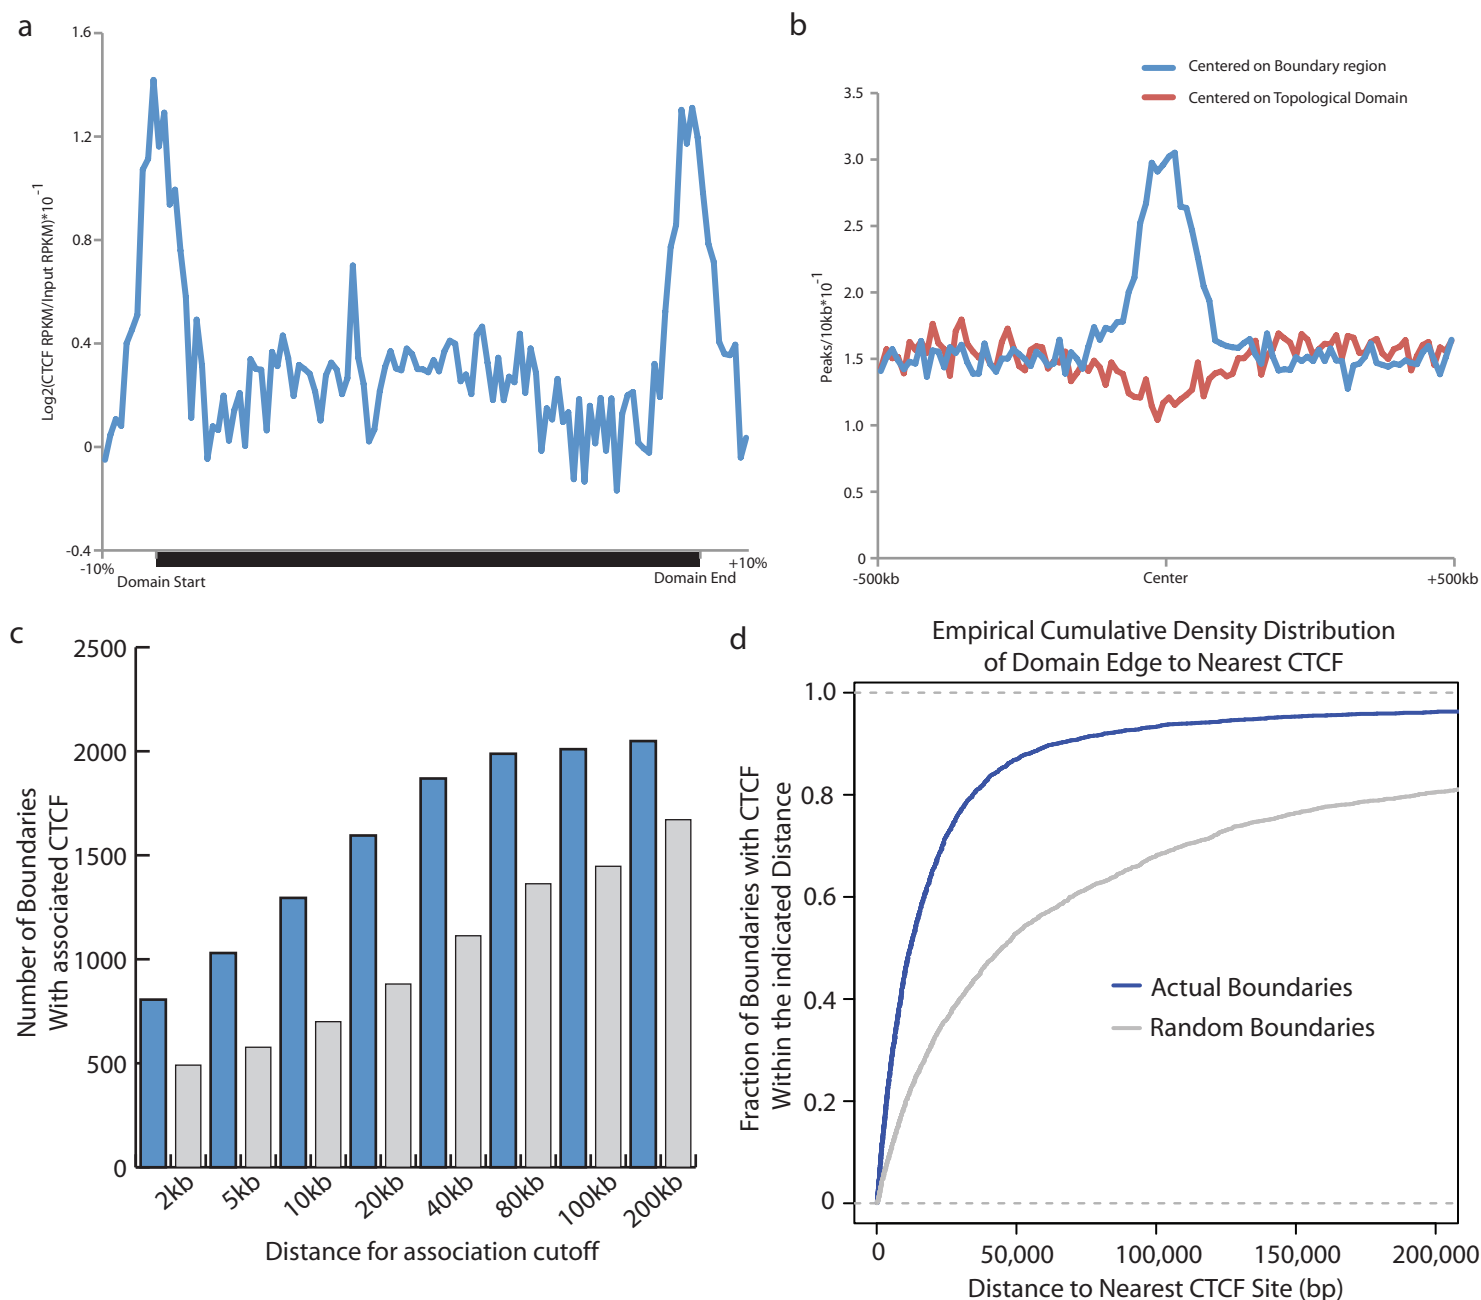 a
1.6
1.2
0.8
0.4
0
-0.4
Log2(CTCF RPKM/Input RPKM)*10-1
-10%
Domain Start
Domain End
+10%
b
Centered on Boundary region
Centered on Topological Domain
3.5
3.0
2.5
2.0
1.5
1.0
0.5
0
Peaks/10kb*10-1
-500kb
Center
+500kb
c
2500
2000
1500
1000
500
0
Number of Boundaries
With associated CTCF
2kb
5kb
10kb
20kb
40kb
80kb
100kb
200kb
Distance for association cutoff
d
Empirical Cumulative Density Distribution
of Domain Edge to Nearest CTCF
1.0
0.8
0.6
0.4
0.2
0
Fraction of Boundaries with CTCF
Within the indicated Distance
Actual Boundaries
Random Boundaries
0
50,000
100,000
150,000
200,000
Distance to Nearest CTCF Site (bp)